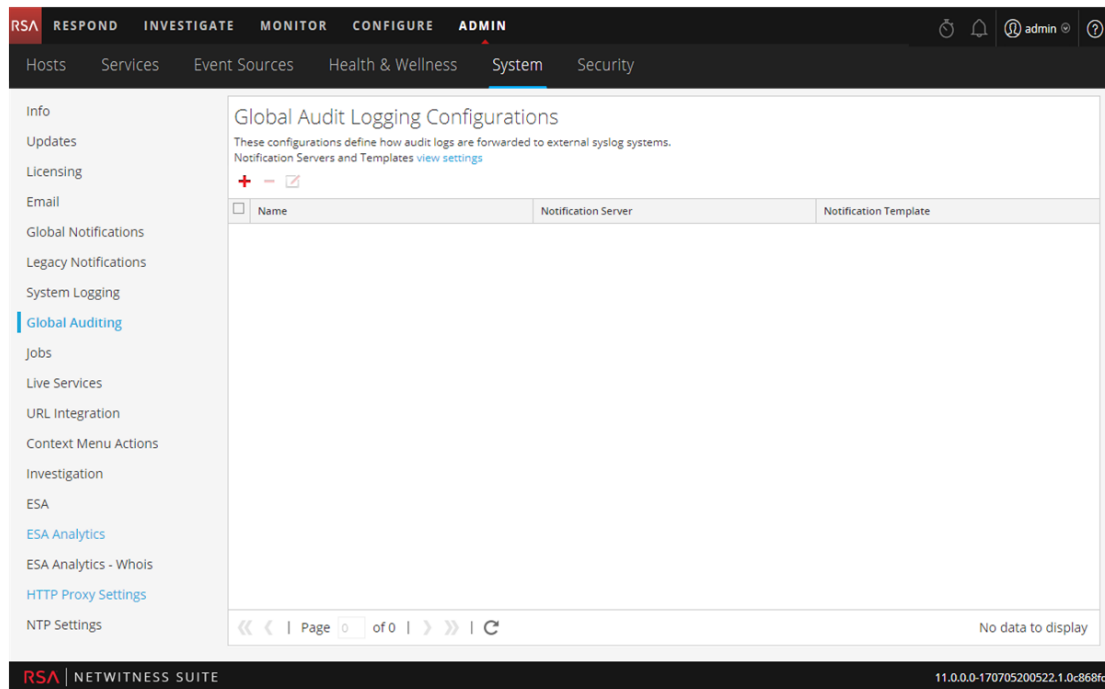 RSA RESPOND INVESTIGATE MONITOR CONFIGURE ADMIN admin ?
Hosts Services Event Sources Health & Wellness System Security
Info
Updates
Licensing
Email
Global Notifications
Legacy Notifications
System Logging
Global Auditing
Jobs
Live Services
URL Integration
Context Menu Actions
Investigation
ESA
ESA Analytics
ESA Analytics - Whois
HTTP Proxy Settings
NTP Settings
Global Audit Logging Configurations
These configurations define how audit logs are forwarded to external syslog systems.
Notification Servers and Templates view settings
Name Notification Server Notification Template
Page 0 of 0 No data to display
RSA NETWITNESS SUITE 11.0.0.0-170705200522.1.0c868fc